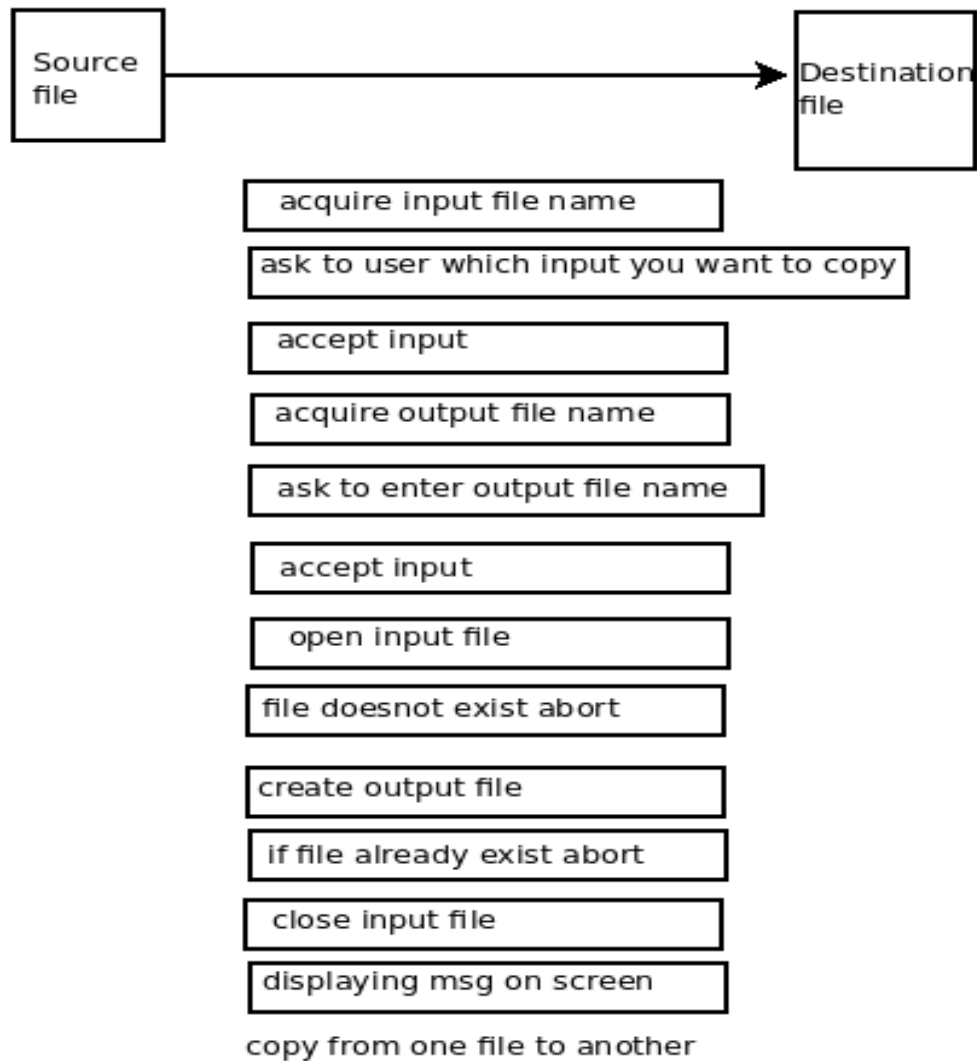 Source
file
Destination
file
acquire input file name
ask to user which input you want to copy
accept input
acquire output file name
ask to enter output file name
accept input
open input file
file doesnot exist abort
create output file
if file already exist abort
close input file
displaying msg on screen
copy from one file to another